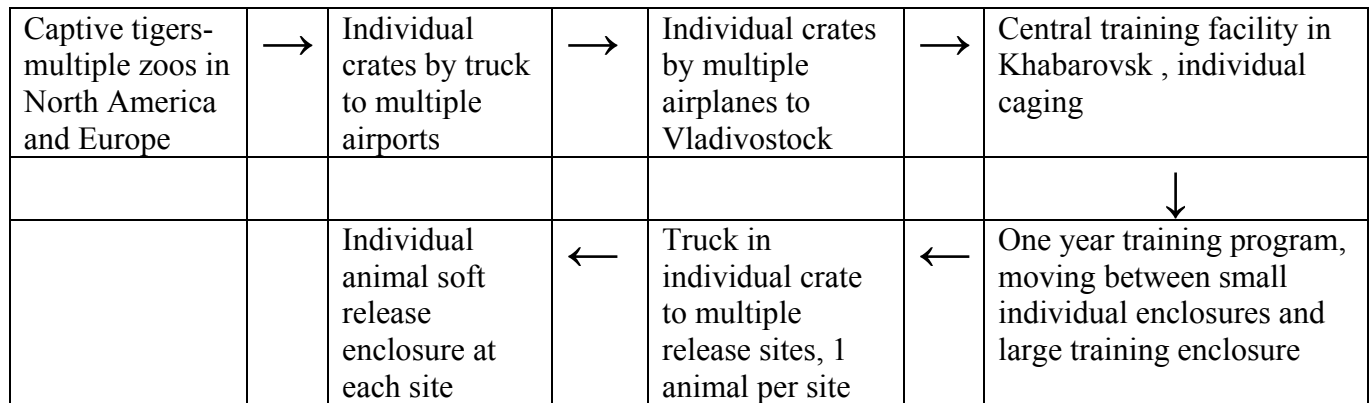 Captive tigers-
multiple zoos in
North America
and Europe
→
Individual
crates by truck
to multiple
airports
→
Individual crates
by multiple
airplanes to
Vladivostock
→
Central training facility in
Khabarovsk , individual
caging
↓
One year training program,
moving between small
individual enclosures and
large training enclosure
←
Truck in
individual crate
to multiple
release sites, 1
animal per site
←
Individual
animal soft
release
enclosure at
each site